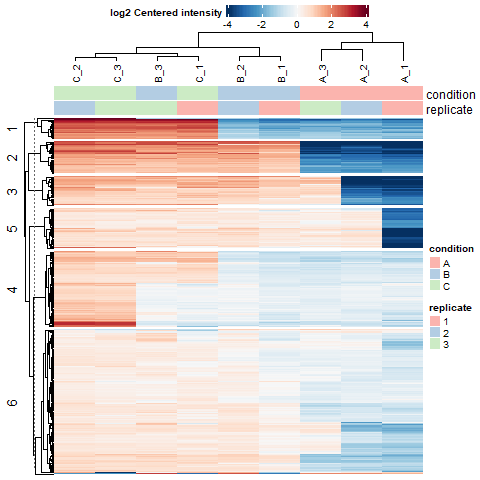 log2 Centered intensity
-4 -2 0 2 4
C_2 C_3 B_3 C_1 B_2 B_1 A_3 A_2 A_1
condition
replicate
1
2
3
5
4
6
condition
A
B
C
replicate
1
2
3